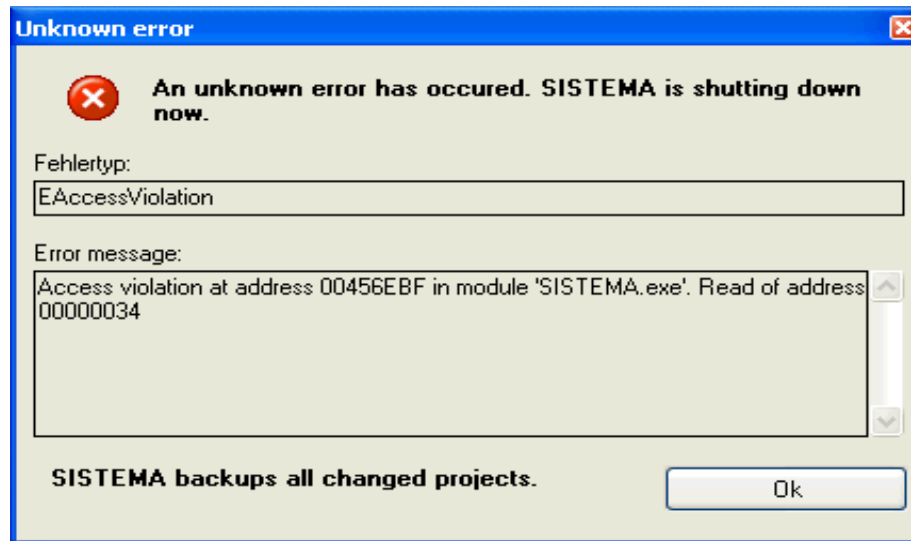 Unknown error
An unknown error has occured. SISTEMA is shutting down
now.
Fehlertyp:
EAccessViolation
Error message:
Access violation at address 00456EBF in module 'SISTEMA.exe'. Read of address
00000034
SISTEMA backups all changed projects.
Ok